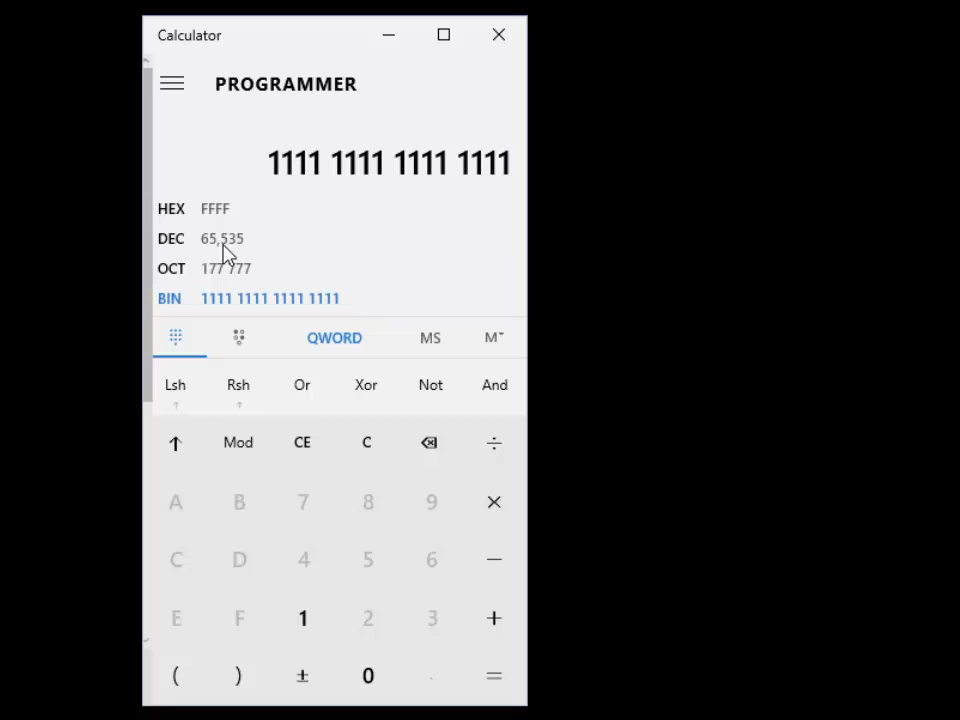 Calculator
PROGRAMMER
1111 1111 1111 1111
HEX FFFF
DEC 65,535
OCT 177 777
BIN 1111 1111 1111 1111
QWORD MS M
Lsh Rsh Or Xor Not And
↑ Mod CE C ÷
A B 7 8 9 ×
C D 4 5 6 −
E F 1 2 3 +
( ) ± 0 . =